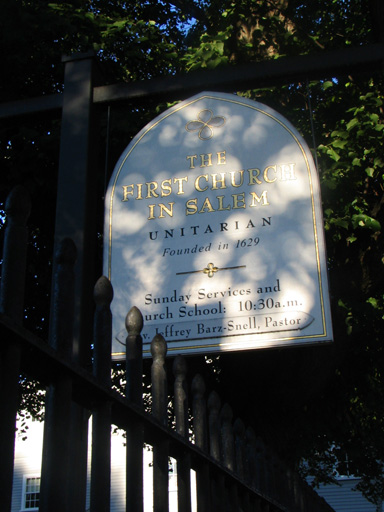 THE
FIRST CHURCH
IN SALEM
UNITARIAN
Founded in 1629
Sunday Services and
urch School: 10:30a.m.
v. Jeffrey Barz-Snell, Pastor